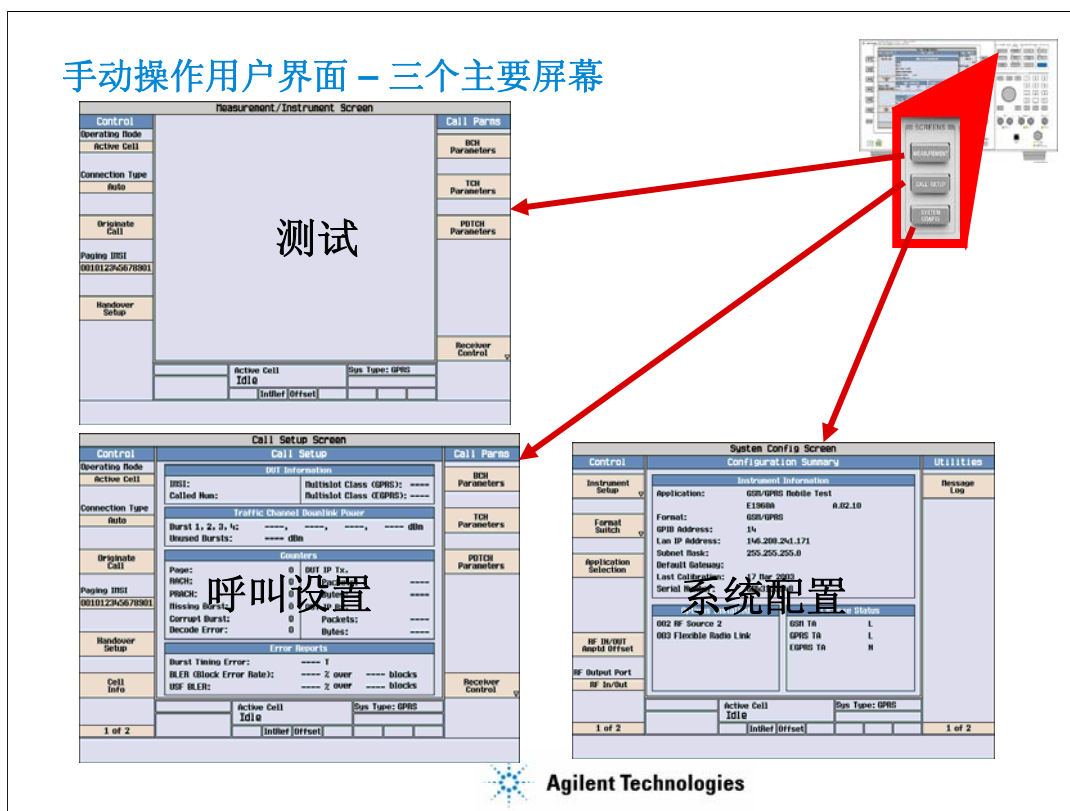 手动操作用户界面 – 三个主要屏幕
SCREENS
MEASUREMENT
CALL SETUP
SYSTEM
CONFIG
Measurement/Instrument Screen
Control
Operating Mode
Active Cell
Connection Type
Auto
Originate
Call
Paging IMSI
001012345678901
Handover
Setup
测试
Call Parms
BCH
Parameters
TCH
Parameters
PDTCH
Parameters
Receiver
Control
Active Cell
Idle
Sys Type: GPRS
IntRef Offset
Call Setup Screen
Control
Operating Mode
Active Cell
Connection Type
Auto
Originate
Call
Paging IMSI
001012345678901
Handover
Setup
Cell
Info
1 of 2
Call Setup
DUT Information
IMSI: Multislot Class (GPRS): ----
Called Num: Multislot Class (EGPRS): ----
Traffic Channel Downlink Power
Burst 1, 2, 3, 4: ----, ----, ----, ---- dBm
Unused Bursts: ---- dBm
Counters
Page: 0 DUT IP Tx.
RACH:
PRACH:
Missing Burst:
Corrupt Burst: 0 Packets: ----
Decode Error: 0 Bytes: ----
呼叫设置
Error Reports
Burst Timing Error: ---- T
BLER (Block Error Rate): ---- % over ---- blocks
USF BLER: ---- % over ---- blocks
Call Parms
BCH
Parameters
TCH
Parameters
PDTCH
Parameters
Receiver
Control
Active Cell
Idle
Sys Type: GPRS
IntRef Offset
System Config Screen
Control
Instrument
Setup
Format
Switch
Application
Selection
RF IN/OUT
Amptd Offset
RF Output Port
RF In/Out
1 of 2
Configuration Summary
Instrument Information
Application: GSM/GPRS Mobile Test
E1968A A.02.10
Format: GSM/GPRS
GPIB Address: 14
Lan IP Address: 146.208.241.171
Subnet Mask: 255.255.255.0
Default Gateway:
Last Calibration: 17 Mar 2003
Serial
系统配置
Status
002 RF Source 2
003 Flexible Radio Link
GSM TA L
GPRS TA L
EGPRS TA N
Utilities
Message
Log
1 of 2
Active Cell
Idle
Sys Type: GPRS
IntRef Offset
Agilent Technologies